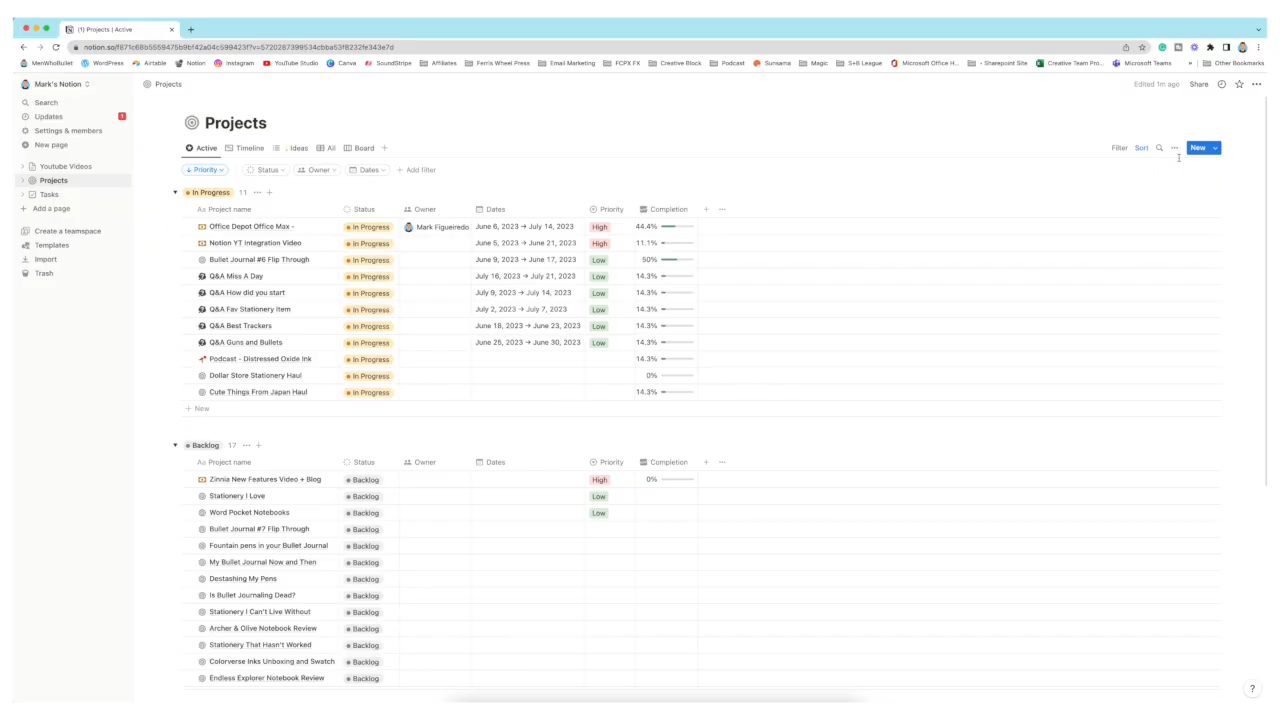 (1) Projects | Active
notion.so/f871c68b5559475b9bf42a04c599423f?v=5720287399534cbba53f8232fe343e7d
MenWhoBullet WordPress Airtable Notion Instagram YouTube Studio Canva SoundStripe Affiliates Ferris Wheel Press Email Marketing FCPX FX Creative Block Podcast Sunsama Magic S+6 League Microsoft Office H... - Sharepoint Site Creative Team Pro... Microsoft Teams » Other Bookmarks
Mark's Notion
Projects
Edited 1m ago Share
Search
Updates 1
Settings & members
New page
Youtube Videos
Projects
Tasks
Add a page
Create a teamspace
Templates
Import
Trash
Projects
Active Timeline Ideas All Board
Filter Sort New
Priority Status Owner Dates Add filter
In Progress 11
Project name Status Owner Dates Priority Completion
Office Depot Office Max - In Progress Mark Figueiredo June 6, 2023 → July 14, 2023 High 44.4%
Notion YT Integration Video In Progress June 5, 2023 → June 21, 2023 High 11.1%
Bullet Journal #6 Flip Through In Progress June 9, 2023 → June 17, 2023 Low 50%
Q&A Miss A Day In Progress July 16, 2023 → July 21, 2023 Low 14.3%
Q&A How did you start In Progress July 9, 2023 → July 14, 2023 Low 14.3%
Q&A Fav Stationery Item In Progress July 2, 2023 → July 7, 2023 Low 14.3%
Q&A Best Trackers In Progress June 18, 2023 → June 23, 2023 Low 14.3%
Q&A Guns and Bullets In Progress June 25, 2023 → June 30, 2023 Low 14.3%
Podcast - Distressed Oxide Ink In Progress 14.3%
Dollar Store Stationery Haul In Progress 0%
Cute Things From Japan Haul In Progress 14.3%
New
Backlog 17
Project name Status Owner Dates Priority Completion
Zinnia New Features Video + Blog Backlog High 0%
Stationery I Love Backlog Low
Word Pocket Notebooks Backlog Low
Bullet Journal #7 Flip Through Backlog
Fountain pens in your Bullet Journal Backlog
My Bullet Journal Now and Then Backlog
Destashing My Pens Backlog
Is Bullet Journaling Dead? Backlog
Stationery I Can't Live Without Backlog
Archer & Olive Notebook Review Backlog
Stationery That Hasn't Worked Backlog
Colorverse Inks Unboxing and Swatch Backlog
Endless Explorer Notebook Review Backlog
?